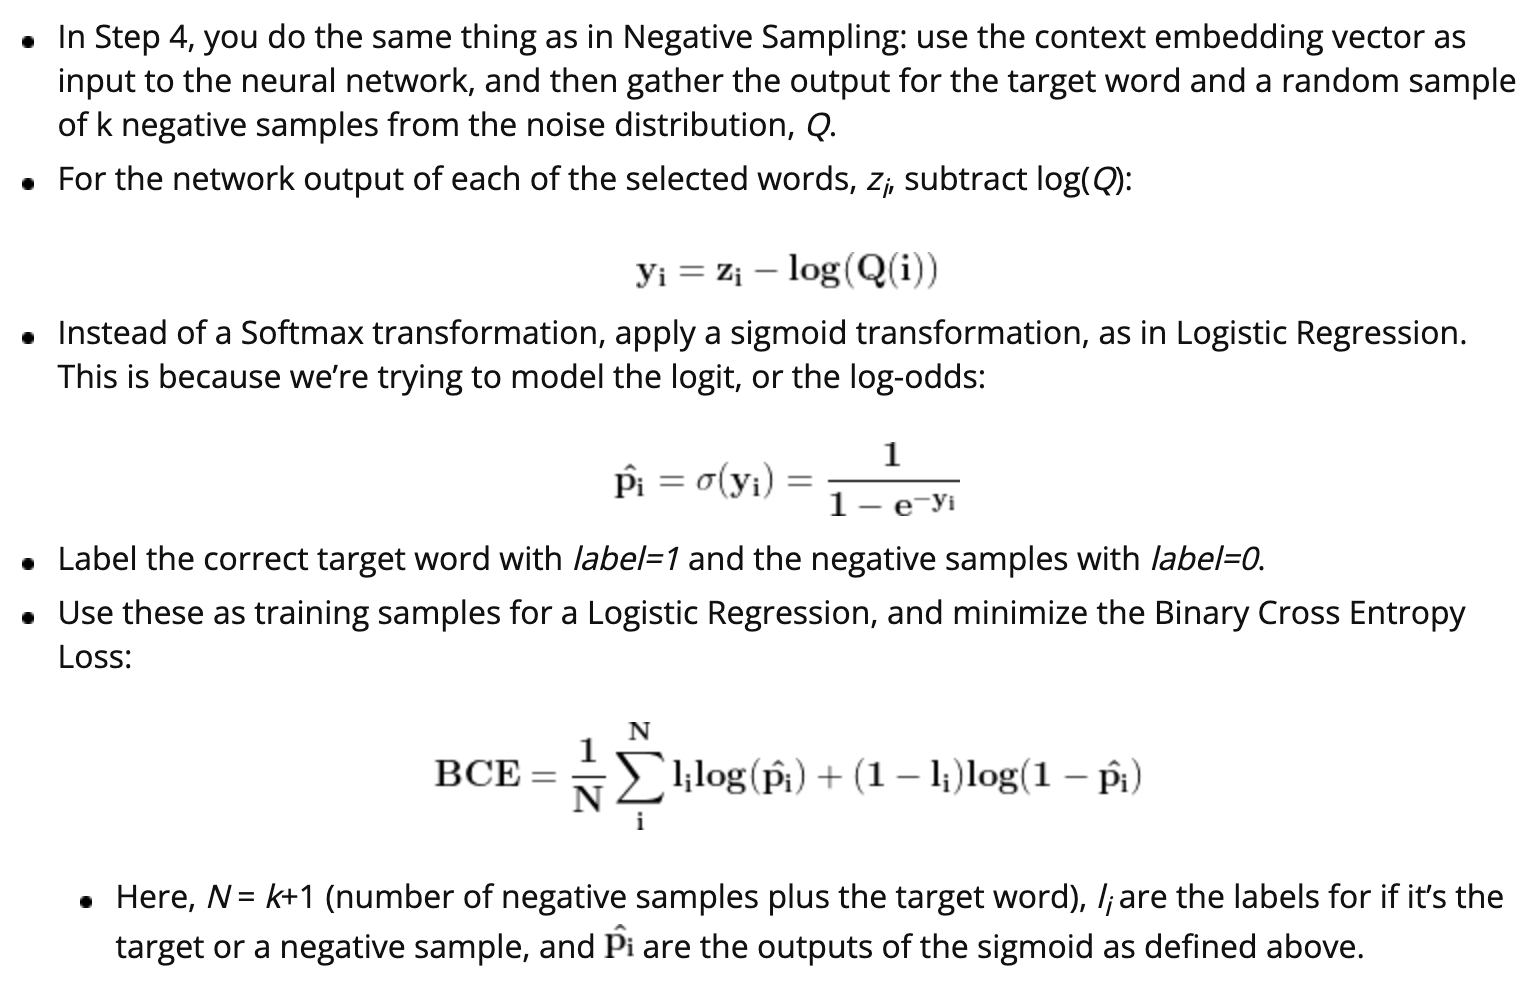 • In Step 4, you do the same thing as in Negative Sampling: use the context embedding vector as
input to the neural network, and then gather the output for the target word and a random sample
of k negative samples from the noise distribution, Q.
• For the network output of each of the selected words, zᵢ, subtract log(Q):
yᵢ = zᵢ − log(Q(i))
• Instead of a Softmax transformation, apply a sigmoid transformation, as in Logistic Regression.
This is because we’re trying to model the logit, or the log-odds:
p̂ᵢ = σ(yᵢ) = 1 / (1 − e^(−yᵢ))
• Label the correct target word with label=1 and the negative samples with label=0.
• Use these as training samples for a Logistic Regression, and minimize the Binary Cross Entropy
Loss:
BCE = 1/N ∑ᵢᴺ lᵢlog(p̂ᵢ) + (1 − lᵢ)log(1 − p̂ᵢ)
• Here, N = k+1 (number of negative samples plus the target word), lᵢ are the labels for if it’s the
target or a negative sample, and p̂ᵢ are the outputs of the sigmoid as defined above.